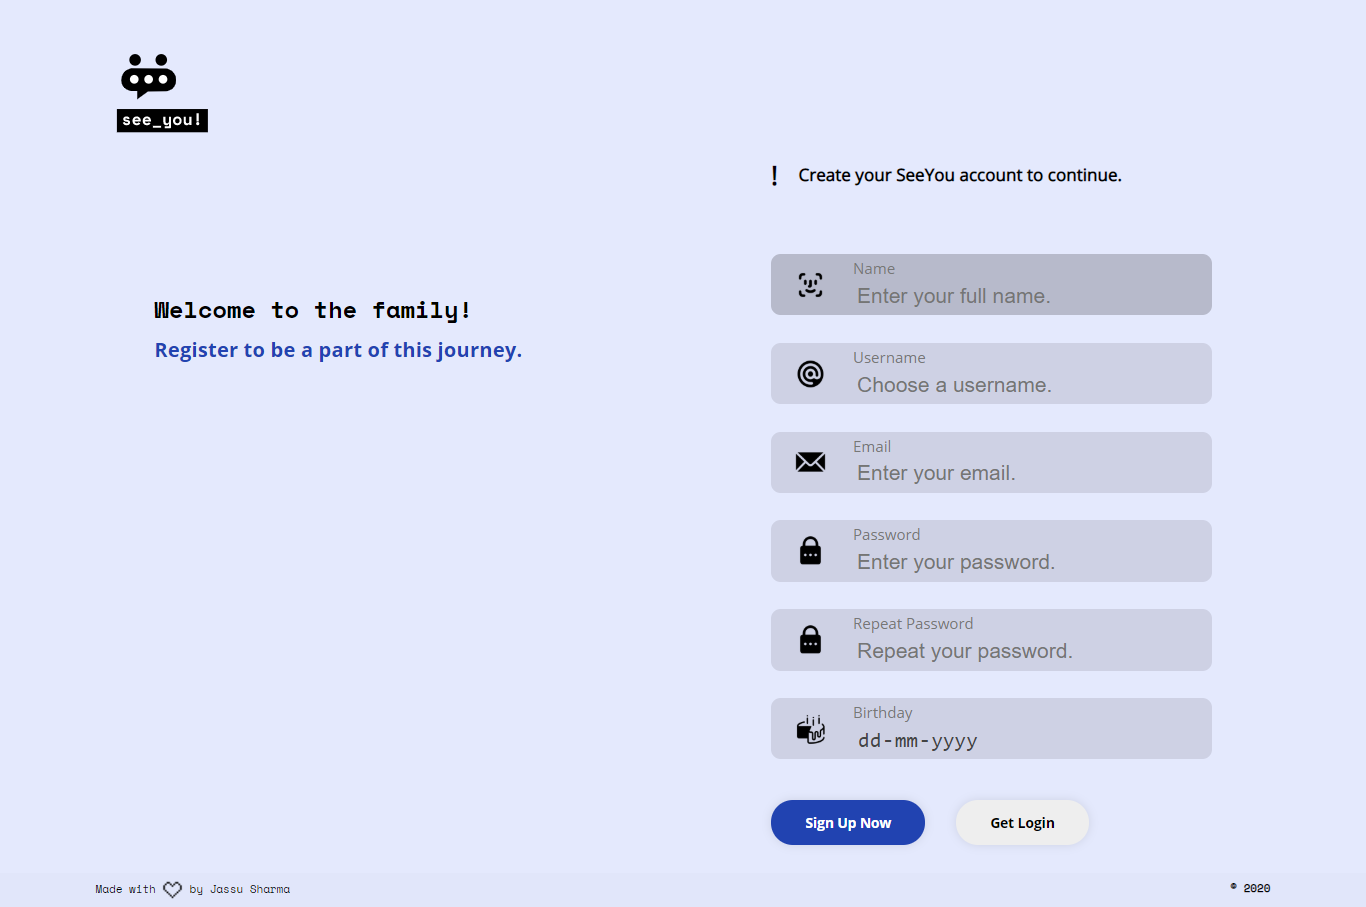 see_you!
! Create your SeeYou account to continue.
Welcome to the family!
Register to be a part of this journey.
Name
Enter your full name.
Username
Choose a username.
Email
Enter your email.
Password
Enter your password.
Repeat Password
Repeat your password.
Birthday
dd-mm-yyyy
Sign Up Now Get Login
Made with by Jassu Sharma © 2020